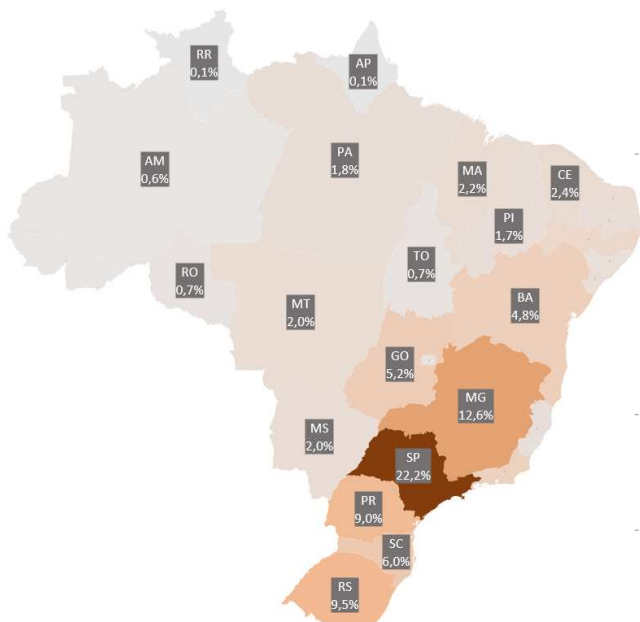 RR
0,1%
AP
0,1%
AM
0,6%
PA
1,8%
MA
2,2%
CE
2,4%
PI
1,7%
TO
0,7%
RO
0,7%
MT
2,0%
BA
4,8%
GO
5,2%
MG
12,6%
MS
2,0%
SP
22,2%
PR
9,0%
SC
6,0%
RS
9,5%